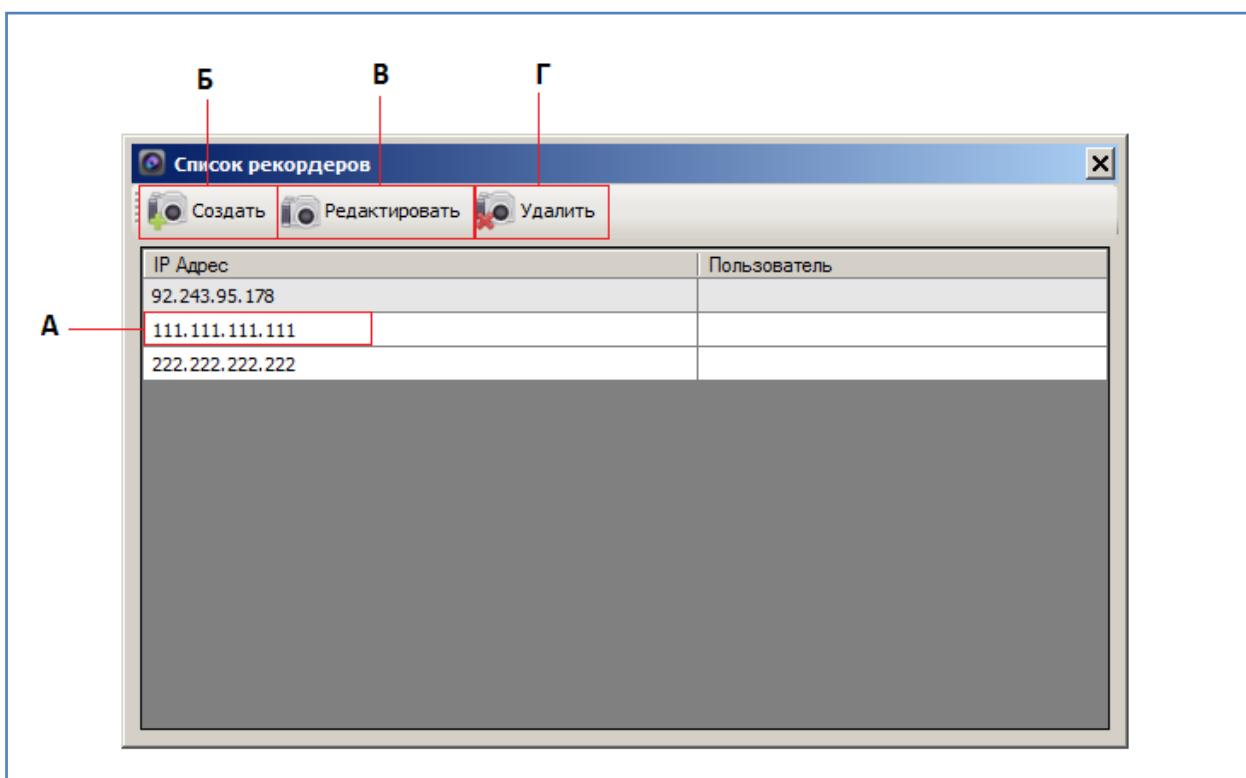 Б В Г
Список рекордеров
Создать Редактировать Удалить
IP Адрес Пользователь
92.243.95.178
А 111.111.111.111
222.222.222.222